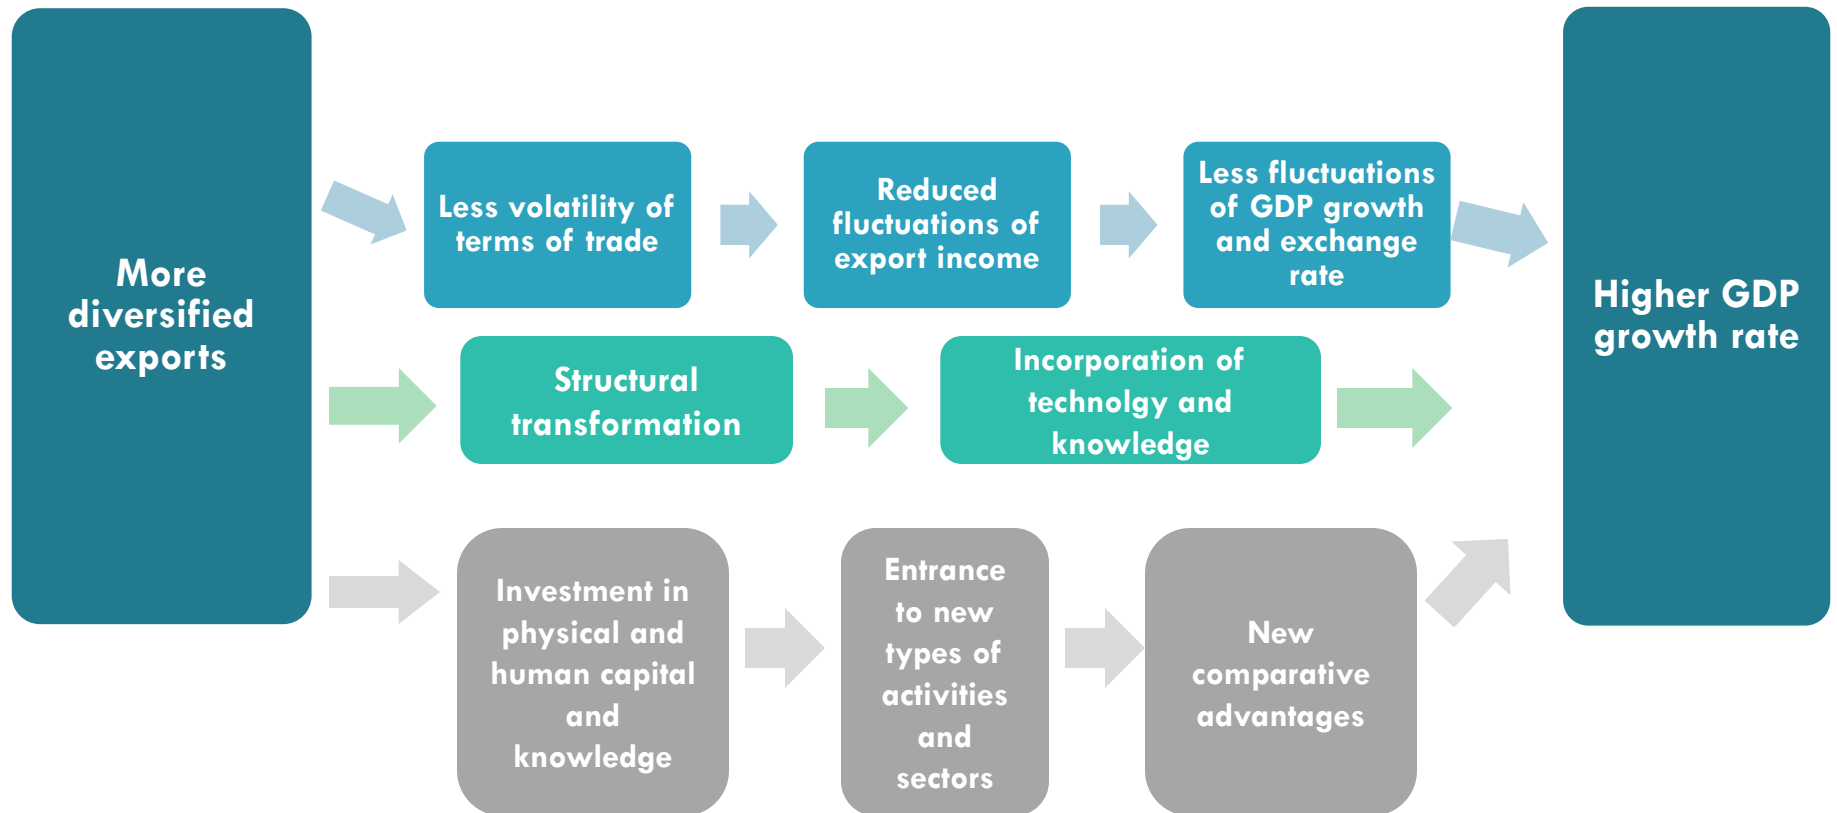 More
diversified
exports
Less volatility of
terms of trade
Reduced
fluctuations of
export income
Less fluctuations
of GDP growth
and exchange
rate
Structural
transformation
Incorporation of
technolgy and
knowledge
Investment in
physical and
human capital
and
knowledge
Entrance
to new
types of
activities
and
sectors
New
comparative
advantages
Higher GDP
growth rate